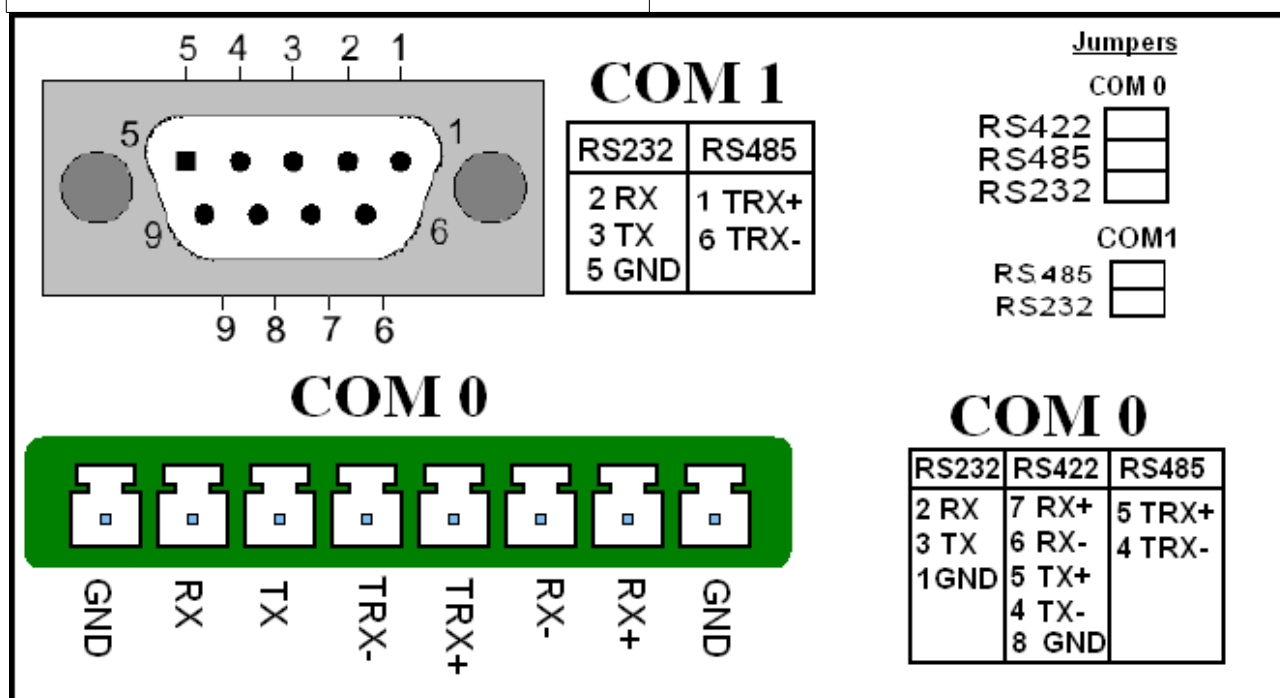 5 4 3 2 1
5
1
9
6
9 8 7 6
COM 1
RS232 RS485
2 RX 1 TRX+
3 TX 6 TRX-
5 GND
Jumpers
COM 0
RS422
RS485
RS232
COM1
RS485
RS232
COM 0
GND RX TX TRX- TRX+ RX- RX+ GND
COM 0
RS232 RS422 RS485
2 RX 7 RX+ 5 TRX+
3 TX 6 RX- 4 TRX-
1GND 5 TX+
4 TX-
8 GND